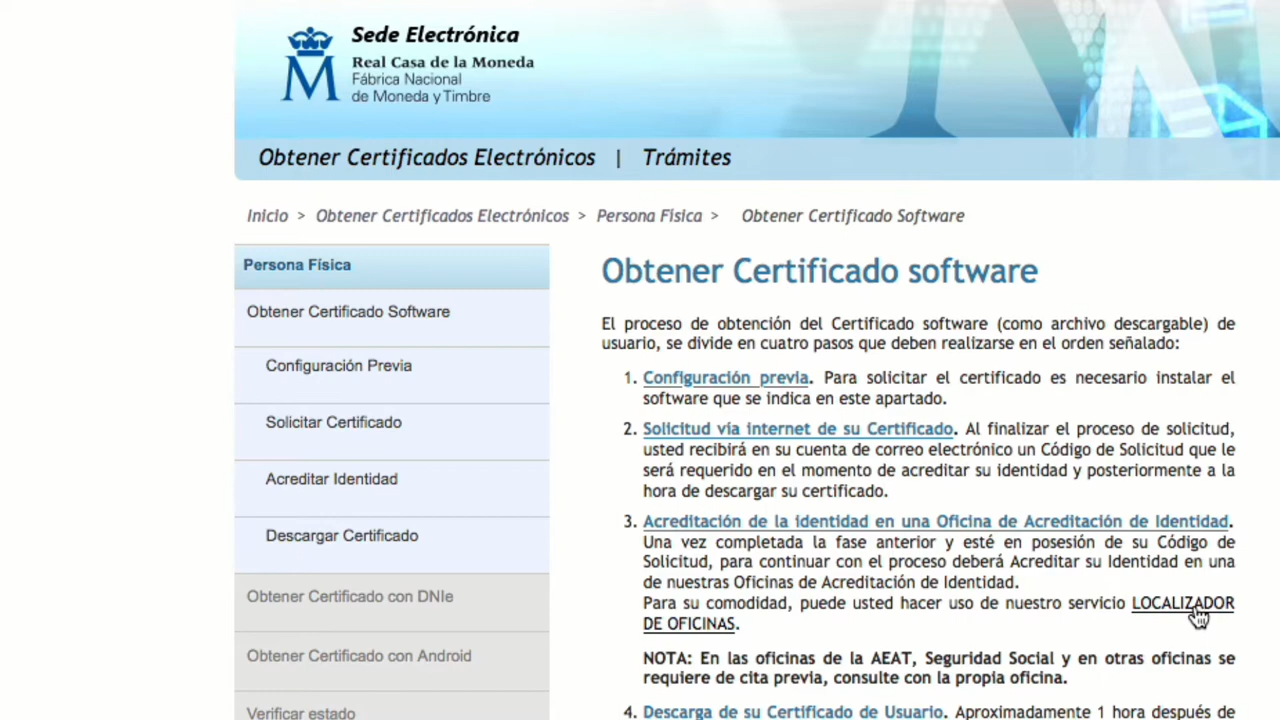 Sede Electrónica
Real Casa de la Moneda
Fábrica Nacional
de Moneda y Timbre
Obtener Certificados Electrónicos | Trámites
Inicio > Obtener Certificados Electrónicos > Persona Física > Obtener Certificado Software
Persona Física
Obtener Certificado Software
Configuración Previa
Solicitar Certificado
Acreditar Identidad
Descargar Certificado
Obtener Certificado con DNIe
Obtener Certificado con Android
Verificar estado
Obtener Certificado software
El proceso de obtención del Certificado software (como archivo descargable) de
usuario, se divide en cuatro pasos que deben realizarse en el orden señalado:
1. Configuración previa. Para solicitar el certificado es necesario instalar el
software que se indica en este apartado.
2. Solicitud vía internet de su Certificado. Al finalizar el proceso de solicitud,
usted recibirá en su cuenta de correo electrónico un Código de Solicitud que le
será requerido en el momento de acreditar su identidad y posteriormente a la
hora de descargar su certificado.
3. Acreditación de la identidad en una Oficina de Acreditación de Identidad.
Una vez completada la fase anterior y esté en posesión de su Código de
Solicitud, para continuar con el proceso deberá Acreditar su Identidad en una
de nuestras Oficinas de Acreditación de Identidad.
Para su comodidad, puede usted hacer uso de nuestro servicio LOCALIZADOR
DE OFICINAS.
NOTA: En las oficinas de la AEAT, Seguridad Social y en otras oficinas se
requiere de cita previa, consulte con la propia oficina.
4. Descarga de su Certificado de Usuario. Aproximadamente 1 hora después de